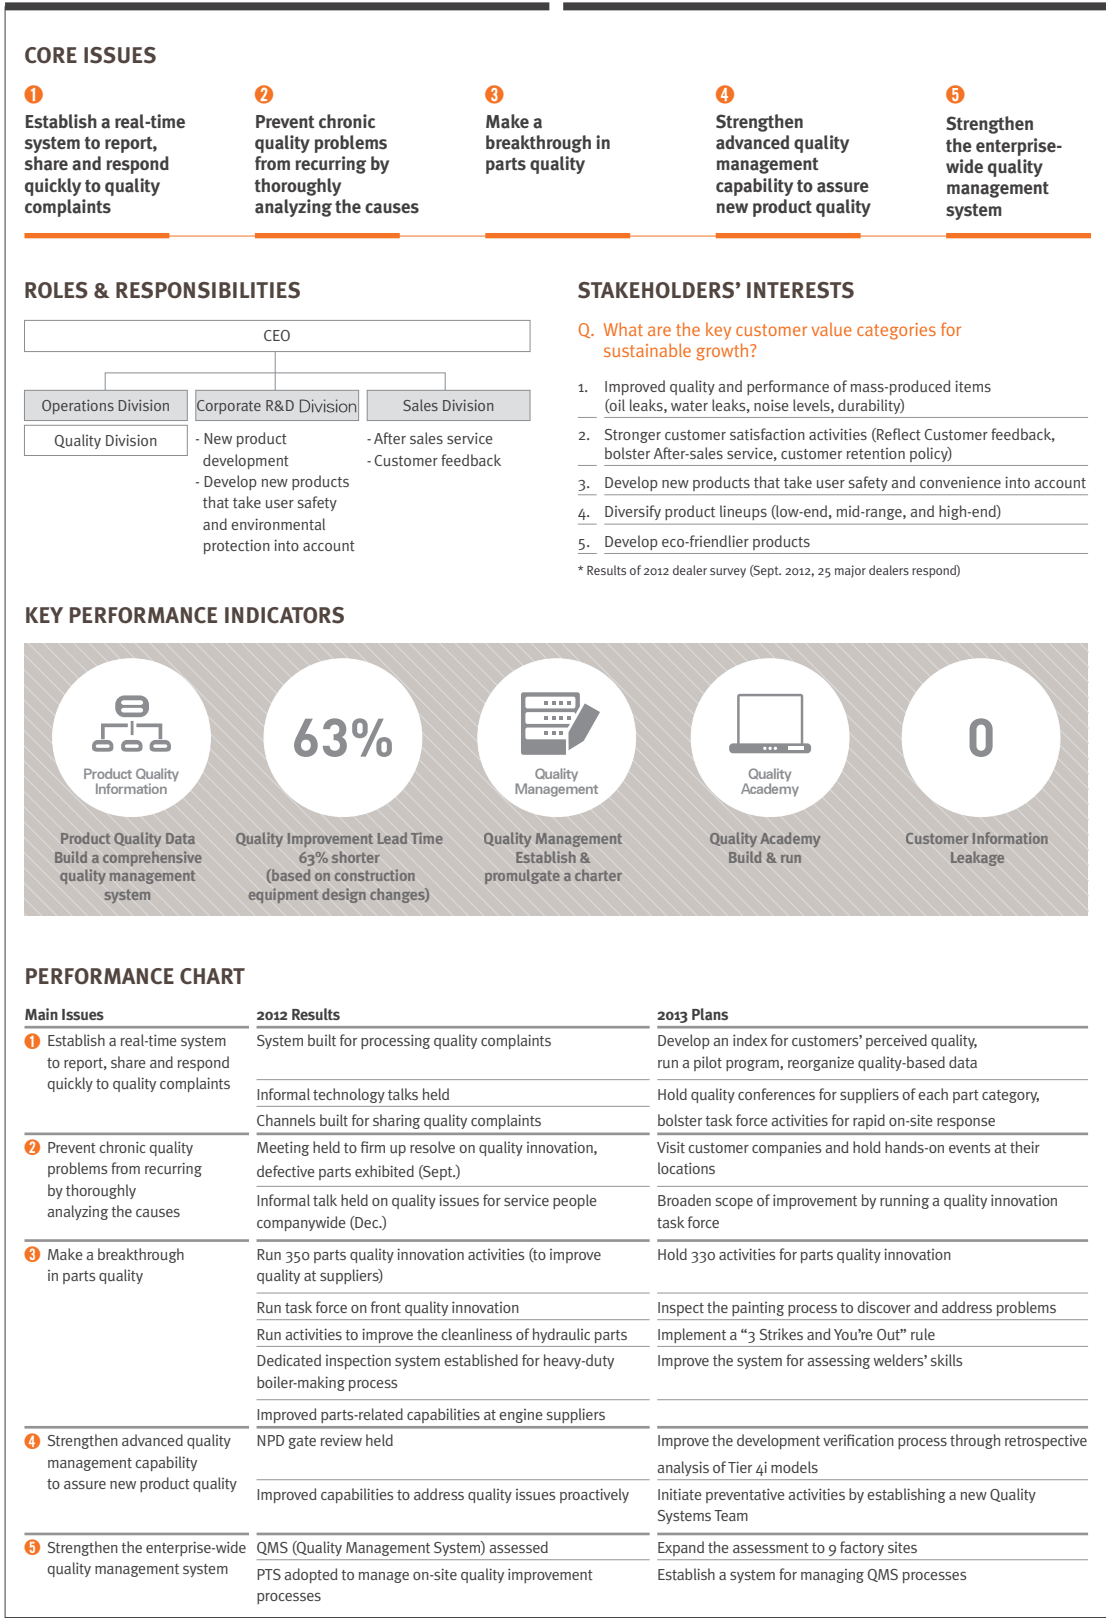 CORE ISSUES
1
Establish a real-time
system to report,
share and respond
quickly to quality
complaints
2
Prevent chronic
quality problems
from recurring by
thoroughly
analyzing the causes
3
Make a
breakthrough in
parts quality
4
Strengthen
advanced quality
management
capability to assure
new product quality
5
Strengthen
the enterprise-
wide quality
management
system
ROLES & RESPONSIBILITIES
CEO
Operations Division
Corporate R&D Division
Sales Division
Quality Division
- New product
development
- Develop new products
that take user safety
and environmental
protection into account
- After sales service
- Customer feedback
STAKEHOLDERS' INTERESTS
Q. What are the key customer value categories for
sustainable growth?
1. Improved quality and performance of mass-produced items
(oil leaks, water leaks, noise levels, durability)
2. Stronger customer satisfaction activities (Reflect Customer feedback,
bolster After-sales service, customer retention policy)
3. Develop new products that take user safety and convenience into account
4. Diversify product lineups (low-end, mid-range, and high-end)
5. Develop eco-friendlier products
* Results of 2012 dealer survey (Sept. 2012, 25 major dealers respond)
KEY PERFORMANCE INDICATORS
Product Quality
Information
Product Quality Data
Build a comprehensive
quality management
system
63%
Quality Improvement Lead Time
63% shorter
(based on construction
equipment design changes)
Quality
Management
Quality Management
Establish &
promulgate a charter
Quality
Academy
Quality Academy
Build & run
0
Customer Information
Leakage
PERFORMANCE CHART
Main Issues
2012 Results
2013 Plans
1 Establish a real-time system
to report, share and respond
quickly to quality complaints
System built for processing quality complaints
Develop an index for customers' perceived quality,
run a pilot program, reorganize quality-based data
Informal technology talks held
Hold quality conferences for suppliers of each part category,
Channels built for sharing quality complaints
bolster task force activities for rapid on-site response
2 Prevent chronic quality
problems from recurring
by thoroughly
analyzing the causes
Meeting held to firm up resolve on quality innovation,
defective parts exhibited (Sept.)
Visit customer companies and hold hands-on events at their
locations
Informal talk held on quality issues for service people
companywide (Dec.)
Broaden scope of improvement by running a quality innovation
task force
3 Make a breakthrough
in parts quality
Run 350 parts quality innovation activities (to improve
quality at suppliers)
Hold 330 activities for parts quality innovation
Run task force on front quality innovation
Inspect the painting process to discover and address problems
Run activities to improve the cleanliness of hydraulic parts
Implement a "3 Strikes and You're Out" rule
Dedicated inspection system established for heavy-duty
boiler-making process
Improve the system for assessing welders' skills
Improved parts-related capabilities at engine suppliers
4 Strengthen advanced quality
management capability
to assure new product quality
NPD gate review held
Improve the development verification process through retrospective
analysis of Tier 4i models
Improved capabilities to address quality issues proactively
Initiate preventative activities by establishing a new Quality
Systems Team
5 Strengthen the enterprise-wide
quality management system
QMS (Quality Management System) assessed
Expand the assessment to 9 factory sites
PTS adopted to manage on-site quality improvement
processes
Establish a system for managing QMS processes